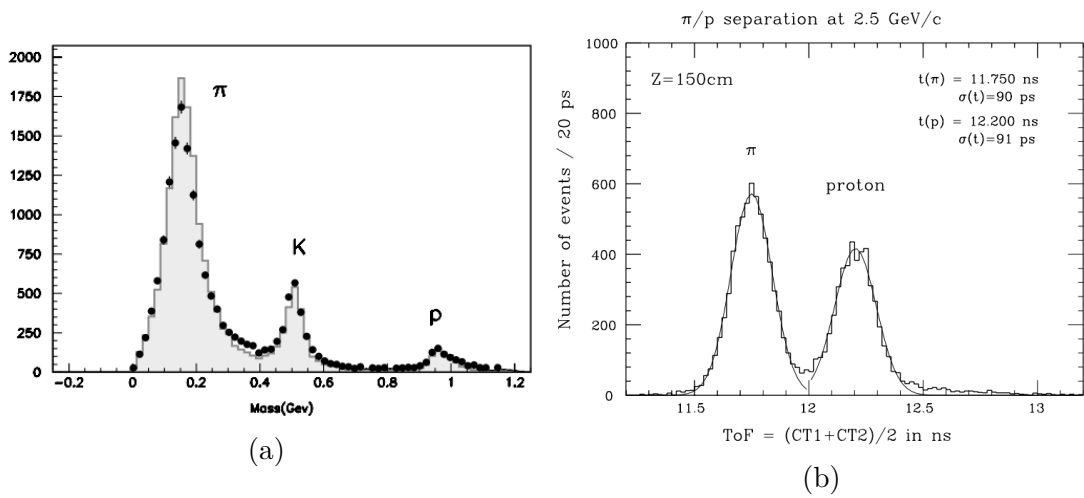 2000
1750
1500
1250
1000
750
500
250
0
-0.2 0 0.2 0.4 0.6 0.8 1 1.2
π
K
p
Mass(Gev)
(a)
π/p separation at 2.5 GeV/c
1000
800
600
400
200
0
Number of events / 20 ps
Z=150cm
t(π) = 11.750 ns
σ(t)=90 ps
t(p) = 12.200 ns
σ(t)=91 ps
π
proton
11.5 12 12.5 13
ToF = (CT1+CT2)/2 in ns
(b)